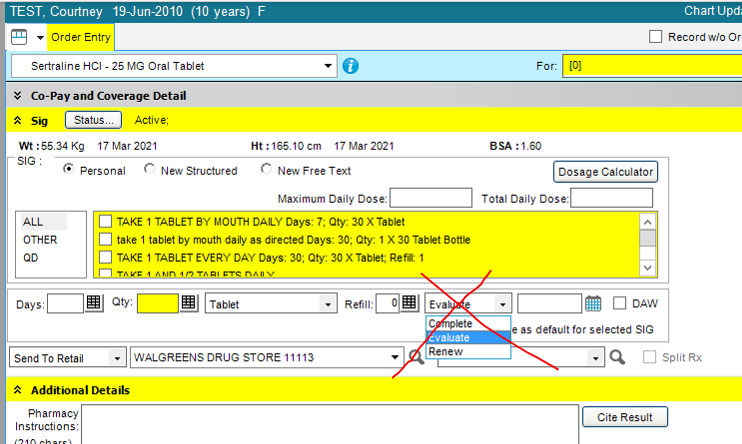 TEST, Courtney 19-Jun-2010 (10 years) F Chart Upda
Order Entry Record w/o Or
Sertraline HCl - 25 MG Oral Tablet For: [0]
Co-Pay and Coverage Detail
Sig Status... Active;
Wt : 55.34 Kg 17 Mar 2021 Ht : 165.10 cm 17 Mar 2021 BSA : 1.60
SIG : Personal New Structured New Free Text Dosage Calculator
Maximum Daily Dose: Total Daily Dose:
ALL TAKE 1 TABLET BY MOUTH DAILY Days: 7; Qty: 30 X Tablet
OTHER take 1 tablet by mouth daily as directed Days: 30; Qty: 1 X 30 Tablet Bottle
QD TAKE 1 TABLET EVERY DAY Days: 30; Qty: 30 X Tablet; Refill: 1
TAKE 1 AND 1/2 TABLETS DAILY
Days: Qty: Tablet Refill: 0 Evaluate DAW
Complete
Evaluate e as default for selected SIG
Renew
Send To Retail WALGREENS DRUG STORE 11113 Split Rx
Additional Details
Pharmacy Cite Result
Instructions:
(210 chars)